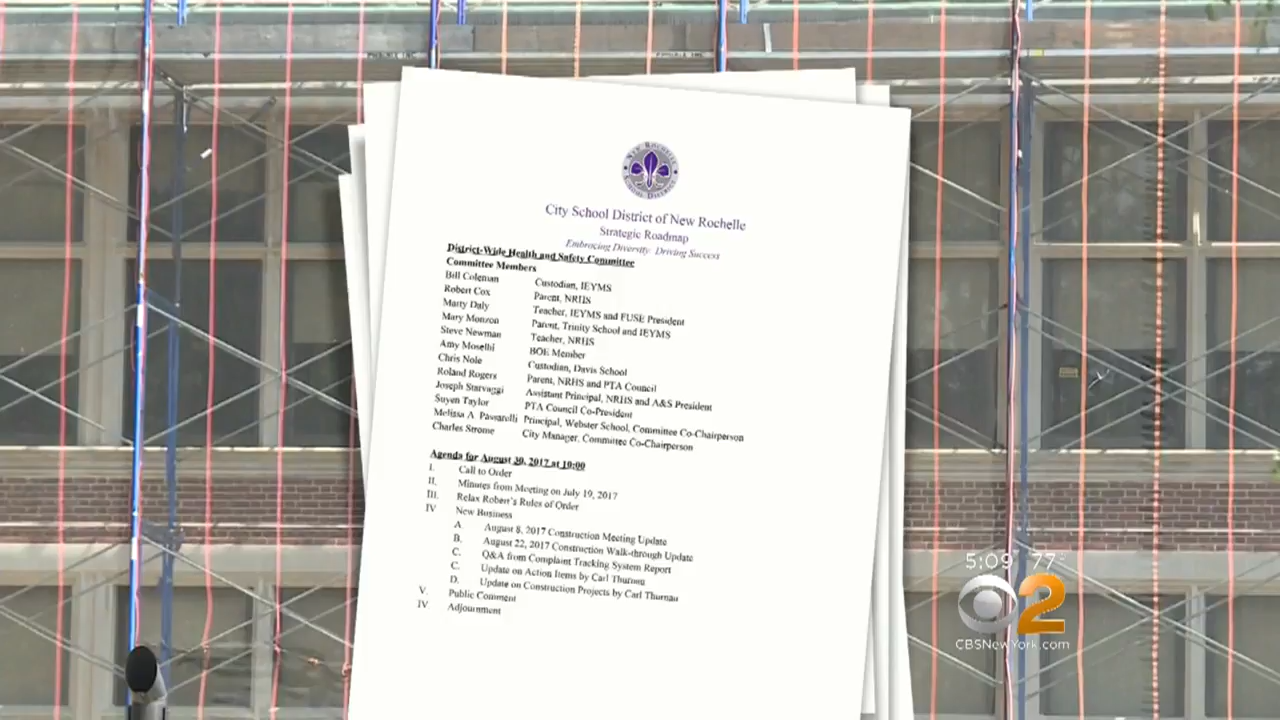 PHOENIX INC
NEW ROCHELLE
SCHOOL DISTRICT
City School District of New Rochelle
Strategic Roadmap
Embracing Diversity Driving Success
District-Wide Health and Safety Committee
Committee Members
Bill Coleman Custodian, IEYMS
Robert Cox Parent, NRHS
Marty Daly Teacher, IEYMS and FUSE President
Mary Monzon Parent, Trinity School and IEYMS
Steve Newman Teacher, NRHS
Amy Moselhi BOE Member
Chris Nole Custodian, Davis School
Roland Rogers Parent, NRHS and PTA Council
Joseph Starvaggi Assistant Principal, NRHS and A&S President
Suyen Taylor PTA Council Co-President
Melissa A. Passarelli Principal, Webster School, Committee Co-Chairperson
Charles Strome City Manager, Committee Co-Chairperson
Agenda for August 30, 2017 at 10:00
I. Call to Order
II. Minutes from Meeting on July 19, 2017
III. Relax Robert's Rules of Order
IV New Business
A. August 8, 2017 Construction Meeting Update
B. August 22, 2017 Construction Walk-through Update
C. Q&A from Complaint Tracking System Report
C. Update on Action Items by Carl Thurnau
D. Update on Construction Projects by Carl Thurnau
V. Public Comment
IV. Adjournment
5:09 77°
2
CBSNewYork.com